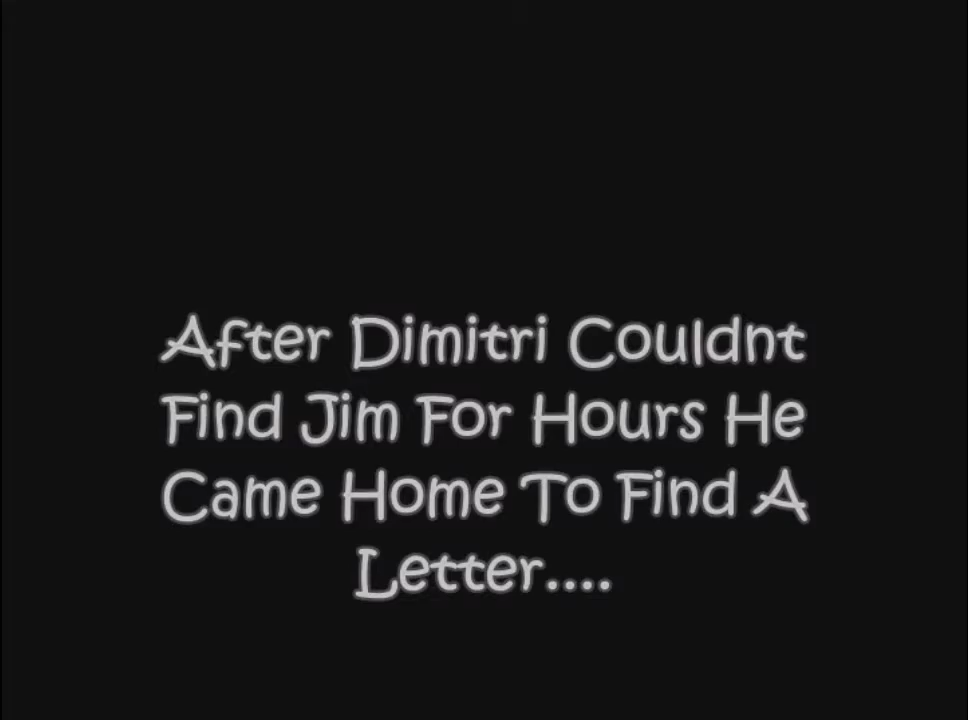 After Dimitri Couldnt
Find Jim For Hours He
Came Home To Find A
Letter....